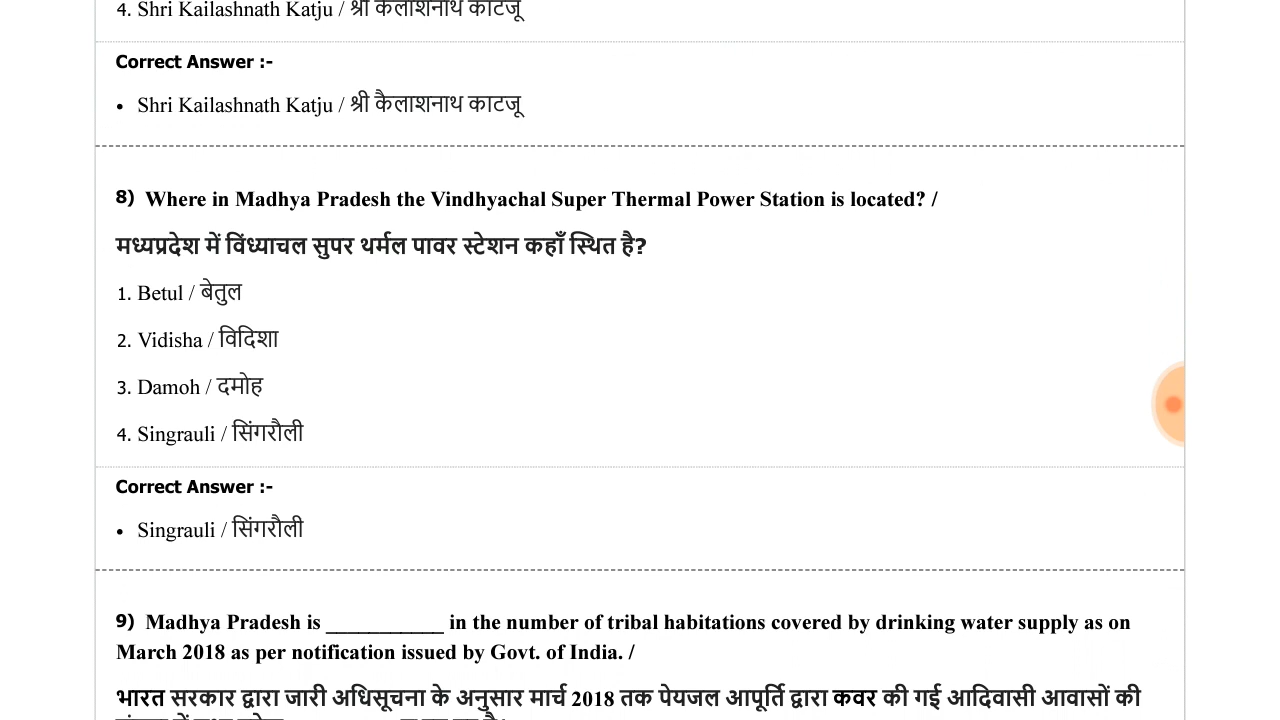 4. Shri Kailashnath Katju / श्री कैलाशनाथ काटजू
Correct Answer :-
• Shri Kailashnath Katju / श्री कैलाशनाथ काटजू
8) Where in Madhya Pradesh the Vindhyachal Super Thermal Power Station is located? /
मध्यप्रदेश में विंध्याचल सुपर थर्मल पावर स्टेशन कहाँ स्थित है?
1. Betul / बेतुल
2. Vidisha / विदिशा
3. Damoh / दमोह
4. Singrauli / सिंगरौली
Correct Answer :-
• Singrauli / सिंगरौली
9) Madhya Pradesh is ___________ in the number of tribal habitations covered by drinking water supply as on
March 2018 as per notification issued by Govt. of India. /
भारत सरकार द्वारा जारी अधिसूचना के अनुसार मार्च 2018 तक पेयजल आपूर्ति द्वारा कवर की गई आदिवासी आवासों की